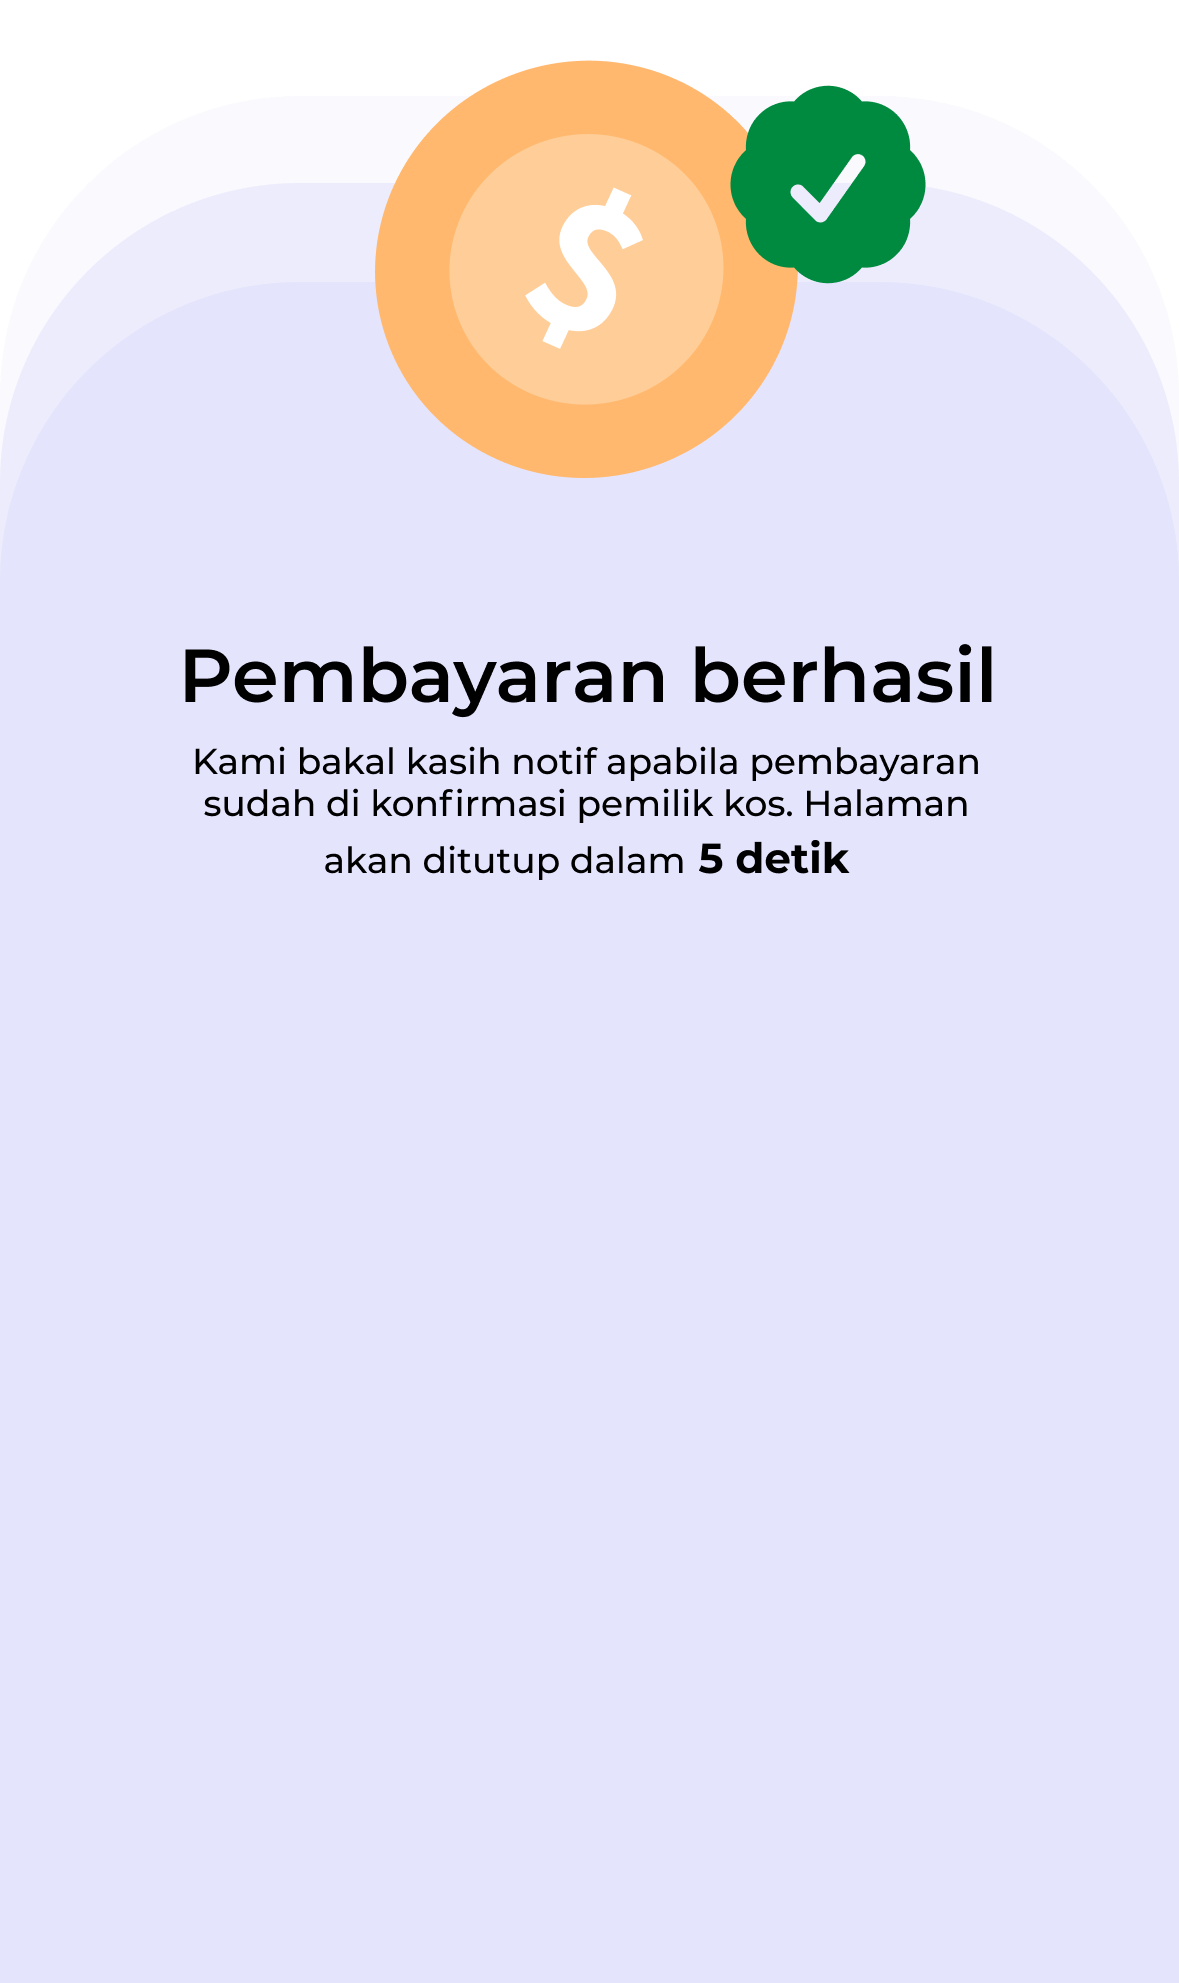 $
Pembayaran berhasil
Kami bakal kasih notif apabila pembayaran
sudah di konfirmasi pemilik kos. Halaman
akan ditutup dalam 5 detik